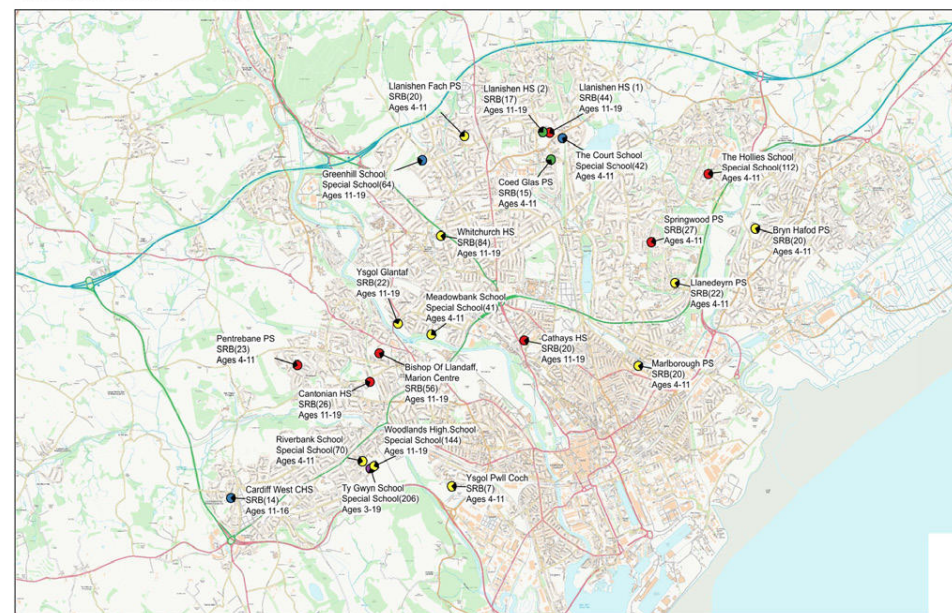 Llanishen Fach PS
SRB(20)
Ages 4-11
Llanishen HS (2)
SRB(17)
Ages 11-19
Llanishen HS (1)
SRB(44)
Ages 11-19
The Court School
Special School(42)
Ages 4-11
Greenhill School
Special School(64)
Ages 11-19
Coed Glas PS
SRB(15)
Ages 4-11
The Hollies School
Special School(112)
Ages 4-11
Whitchurch HS
SRB(84)
Ages 11-19
Springwood PS
SRB(27)
Ages 4-11
Bryn Hafod PS
SRB(20)
Ages 4-11
Ysgol Glantaf
SRB(22)
Ages 11-19
Meadowbank School
Special School(41)
Ages 4-11
Llanedeyrn PS
SRB(22)
Ages 4-11
Pentrebane PS
SRB(23)
Ages 4-11
Cathays HS
SRB(20)
Ages 11-19
Bishop Of Llandaff,
Marion Centre
SRB(56)
Ages 11-19
Marlborough PS
SRB(20)
Ages 4-11
Cantonian HS
SRB(26)
Ages 11-19
Woodlands High School
Special School(144)
Ages 11-19
Riverbank School
Special School(70)
Ages 4-11
Cardiff West CHS
SRB(14)
Ages 11-16
Ty Gwyn School
Special School(206)
Ages 3-19
Ysgol Pwll Coch
SRB(7)
Ages 4-11